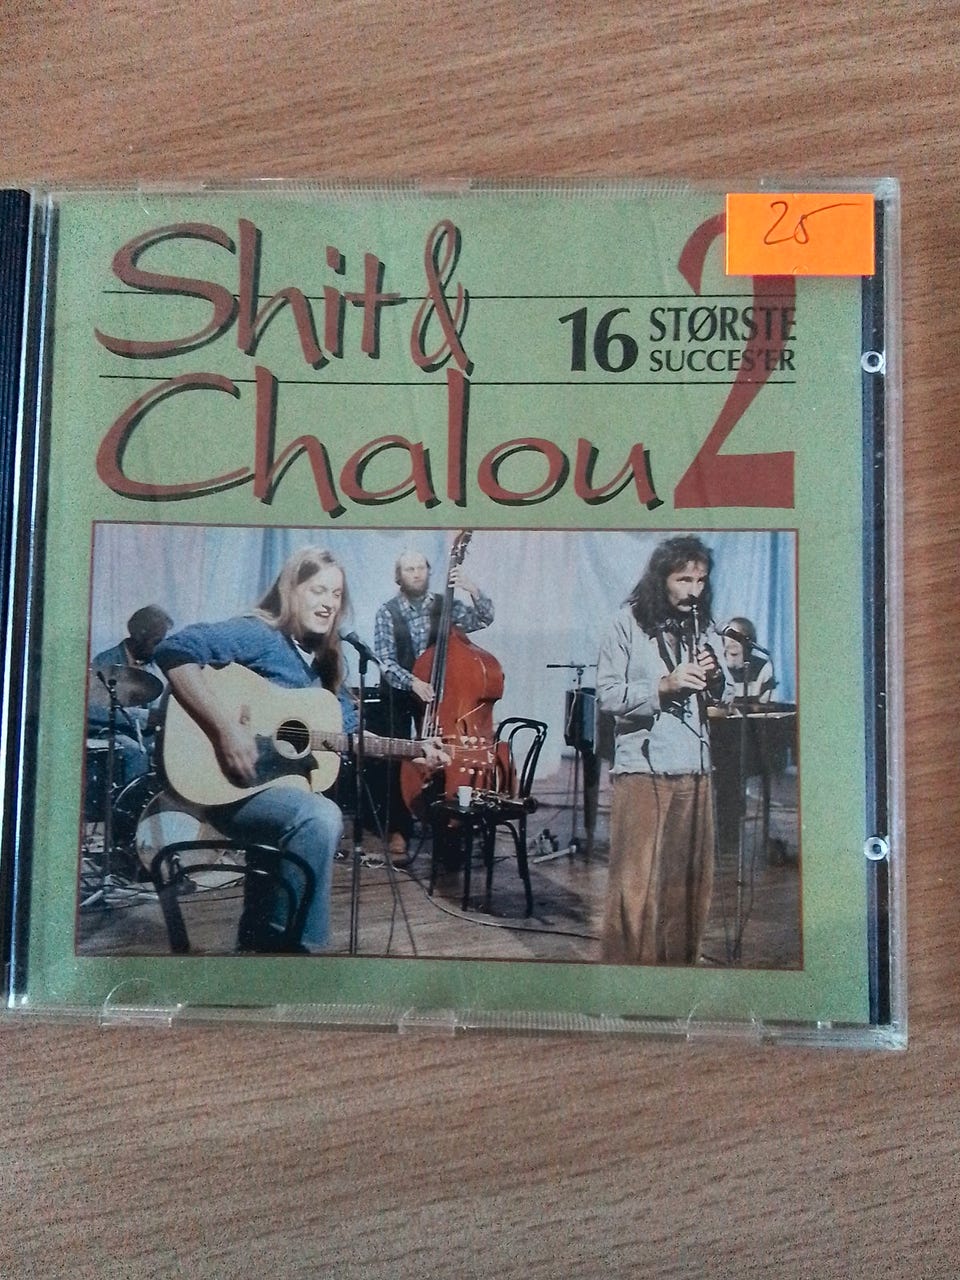 25
Shit &
16 STØRSTE
SUCCES'ER
Chalou 2